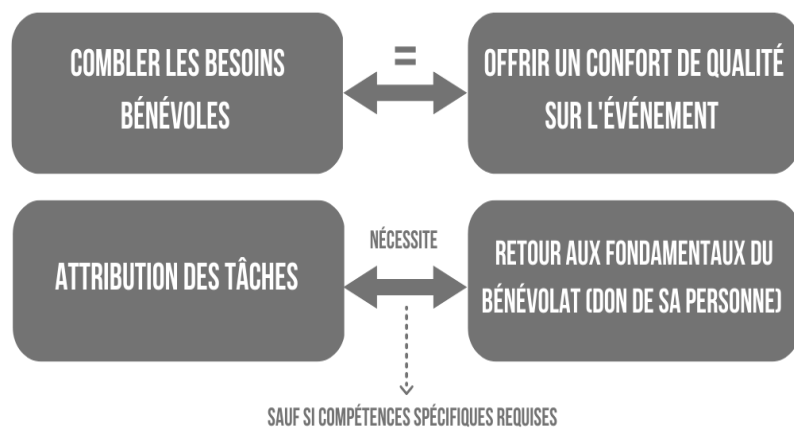 COMBLER LES BESOINS
BÉNÉVOLES
=
OFFRIR UN CONFORT DE QUALITÉ
SUR L'ÉVÉNEMENT
ATTRIBUTION DES TÂCHES
NÉCESSITE
RETOUR AUX FONDAMENTAUX DU
BÉNÉVOLAT (DON DE SA PERSONNE)
SAUF SI COMPÉTENCES SPÉCIFIQUES REQUISES